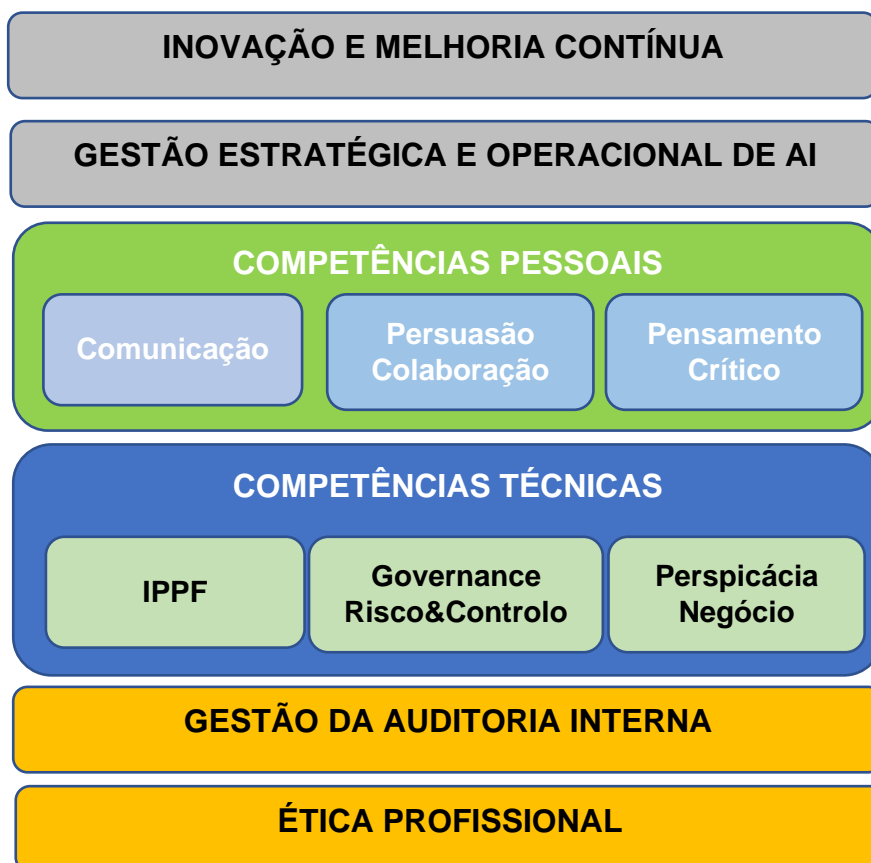 INOVAÇÃO E MELHORIA CONTÍNUA
GESTÃO ESTRATÉGICA E OPERACIONAL DE AI
COMPETÊNCIAS PESSOAIS
Comunicação
Persuasão
Colaboração
Pensamento
Crítico
COMPETÊNCIAS TÉCNICAS
IPPF
Governance
Risco&Controlo
Perspicácia
Negócio
GESTÃO DA AUDITORIA INTERNA
ÉTICA PROFISSIONAL